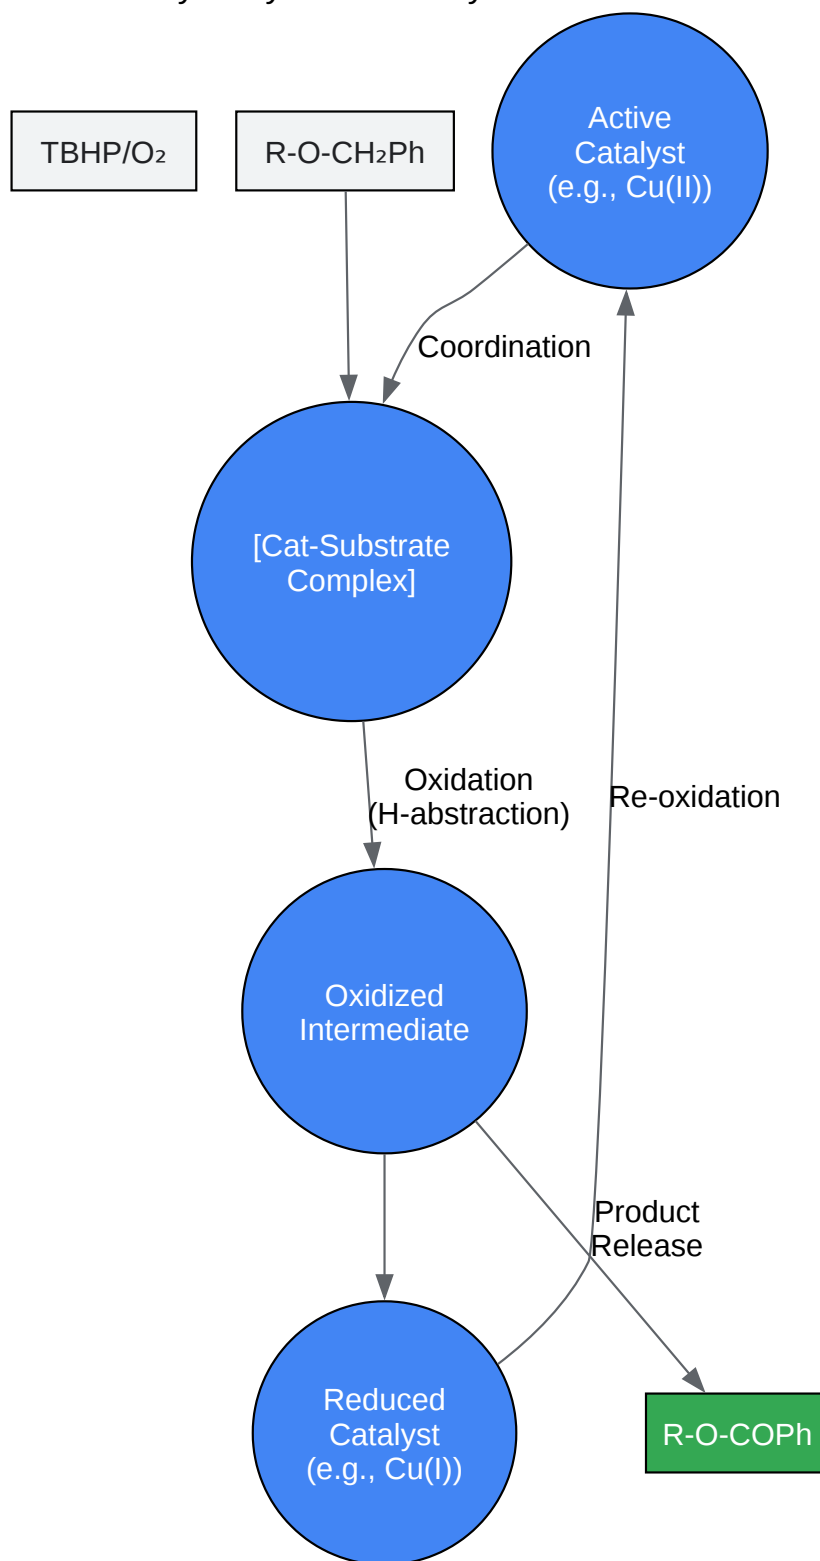 TBHP/O₂
R-O-CH₂Ph
Active
Catalyst
(e.g., Cu(II))
Coordination
[Cat-Substrate
Complex]
Oxidation
(H-abstraction)
Re-oxidation
Oxidized
Intermediate
Product
Release
Reduced
Catalyst
(e.g., Cu(I))
R-O-COPh